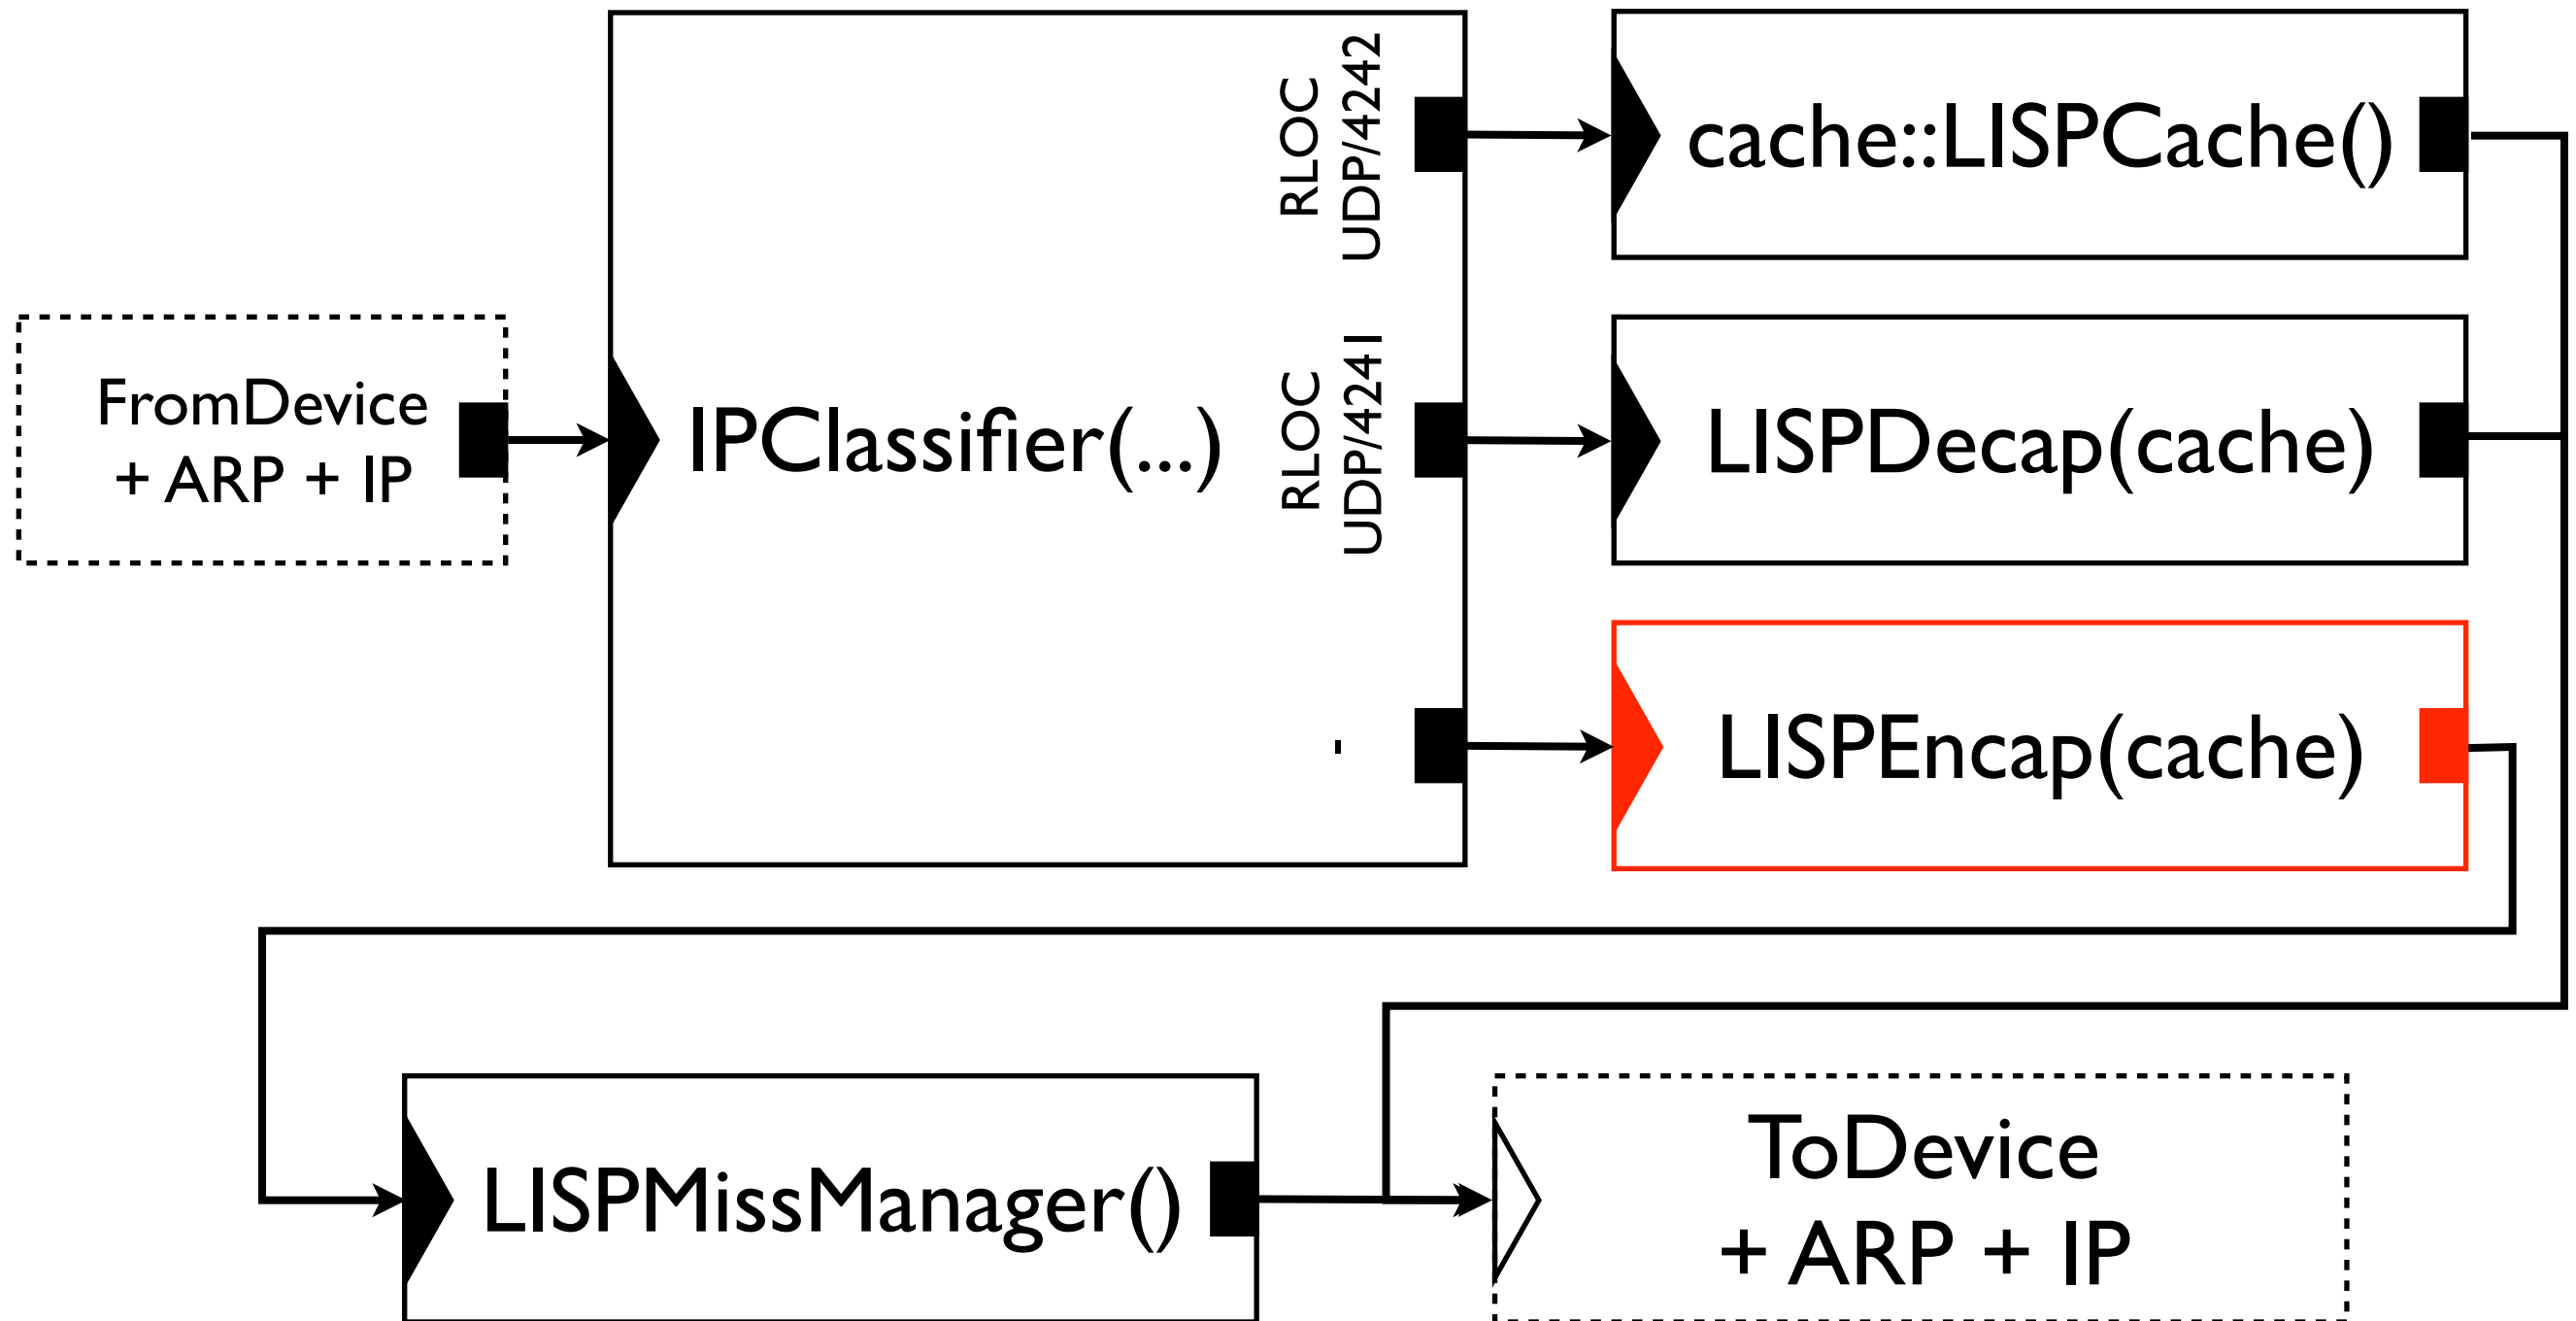 RLOC
UDP/4242
cache::LISPCache()
FromDevice
+ ARP + IP
IPClassifier(...)
RLOC
UDP/4241
LISPDecap(cache)
-
LISPEncap(cache)
LISPMissManager()
ToDevice
+ ARP + IP